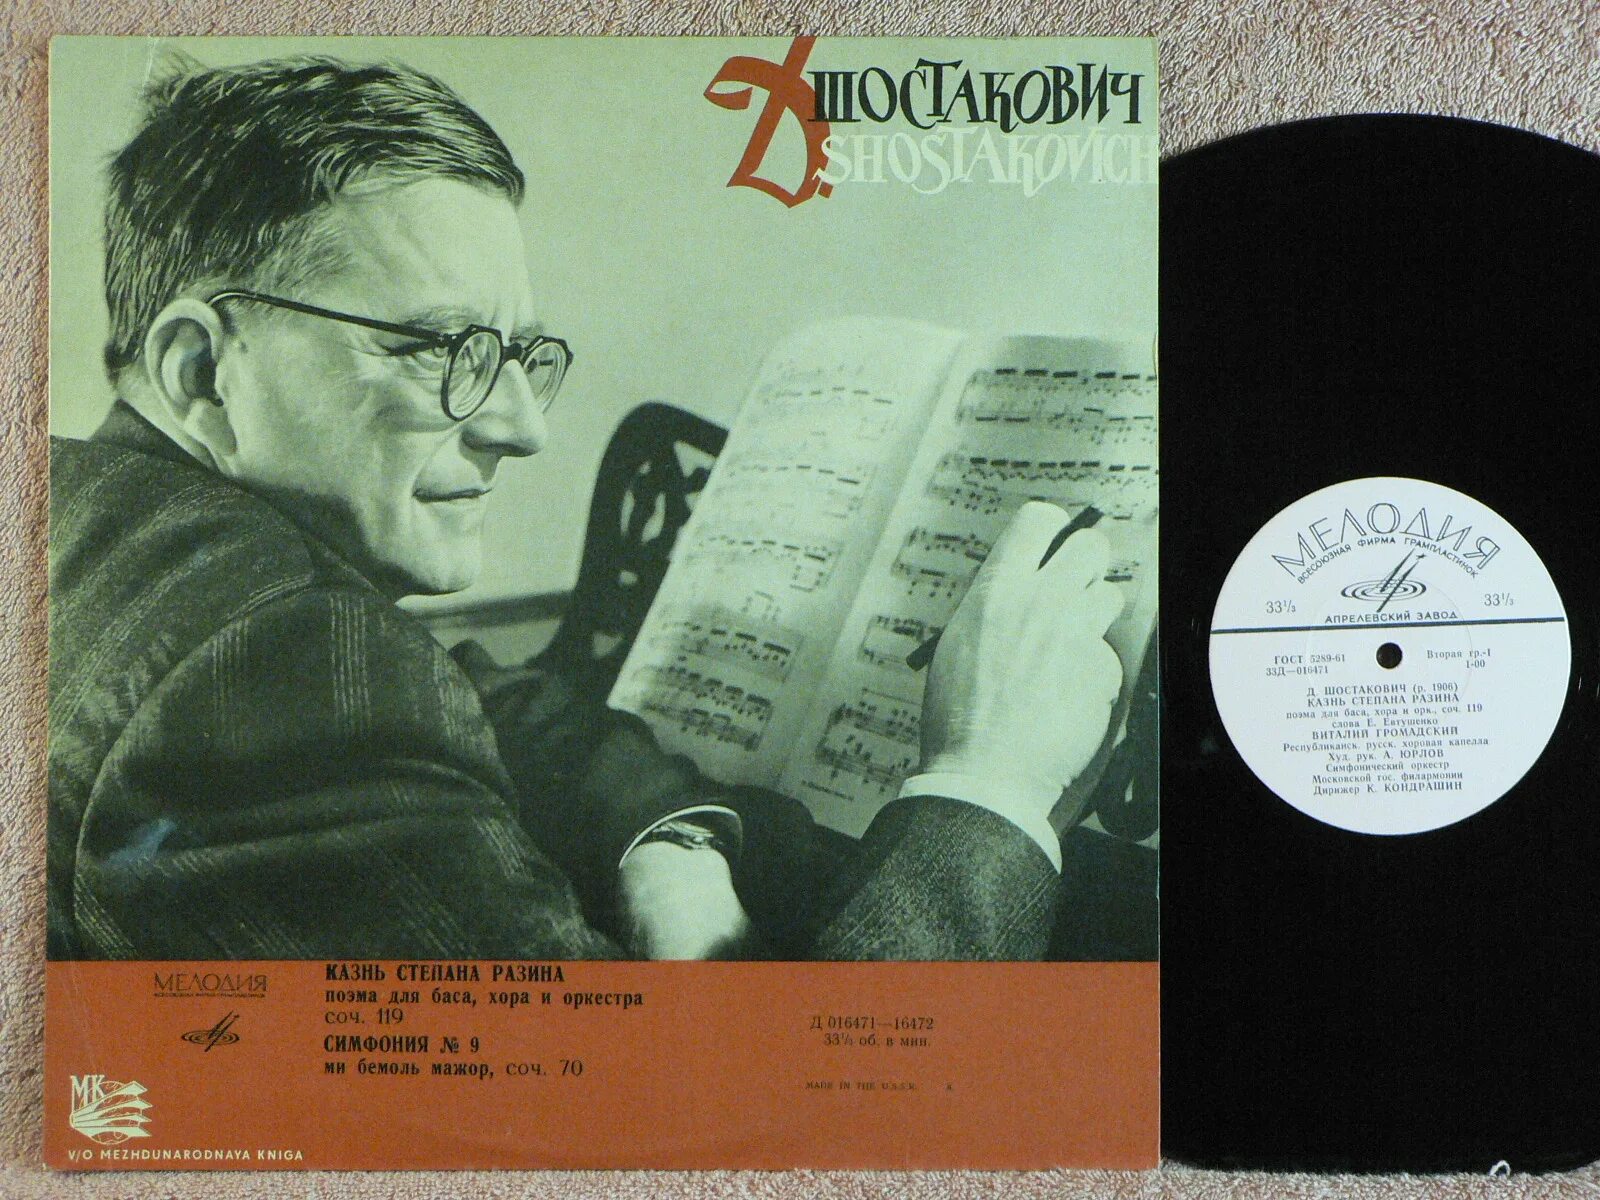 Д. ШОСТАКОВИЧ
SHOSTAKOVICH
МЕЛОДИЯ
КАЗНЬ СТЕПАНА РАЗИНА
поэма для баса, хора и оркестра
соч. 119
СИМФОНИЯ № 9
ми бемоль мажор, соч. 70
Д 016471—16472
33⅓ об. в мин.
MADE IN THE U.S.S.R.
МК
V/O MEZHDUNARODNAYA KNIGA
МЕЛОДИЯ
ВСЕСОЮЗНАЯ ФИРМА ГРАМПЛАСТИНОК
33⅓ 33⅓
АПРЕЛЕВСКИЙ ЗАВОД
ГОСТ 5289-61 Вторая гр.-1
33Д—016471 1-00
Д. ШОСТАКОВИЧ (р. 1906)
КАЗНЬ СТЕПАНА РАЗИНА
поэма для баса, хора и орк., соч. 119
слова Е. Евтушенко
ВИТАЛИЙ ГРОМАДСКИЙ
Республиканск. русск. хоровая капелла
Худ. рук. А. ЮРЛОВ
Симфонический оркестр
Московской гос. филармонии
Дирижер К. КОНДРАШИН